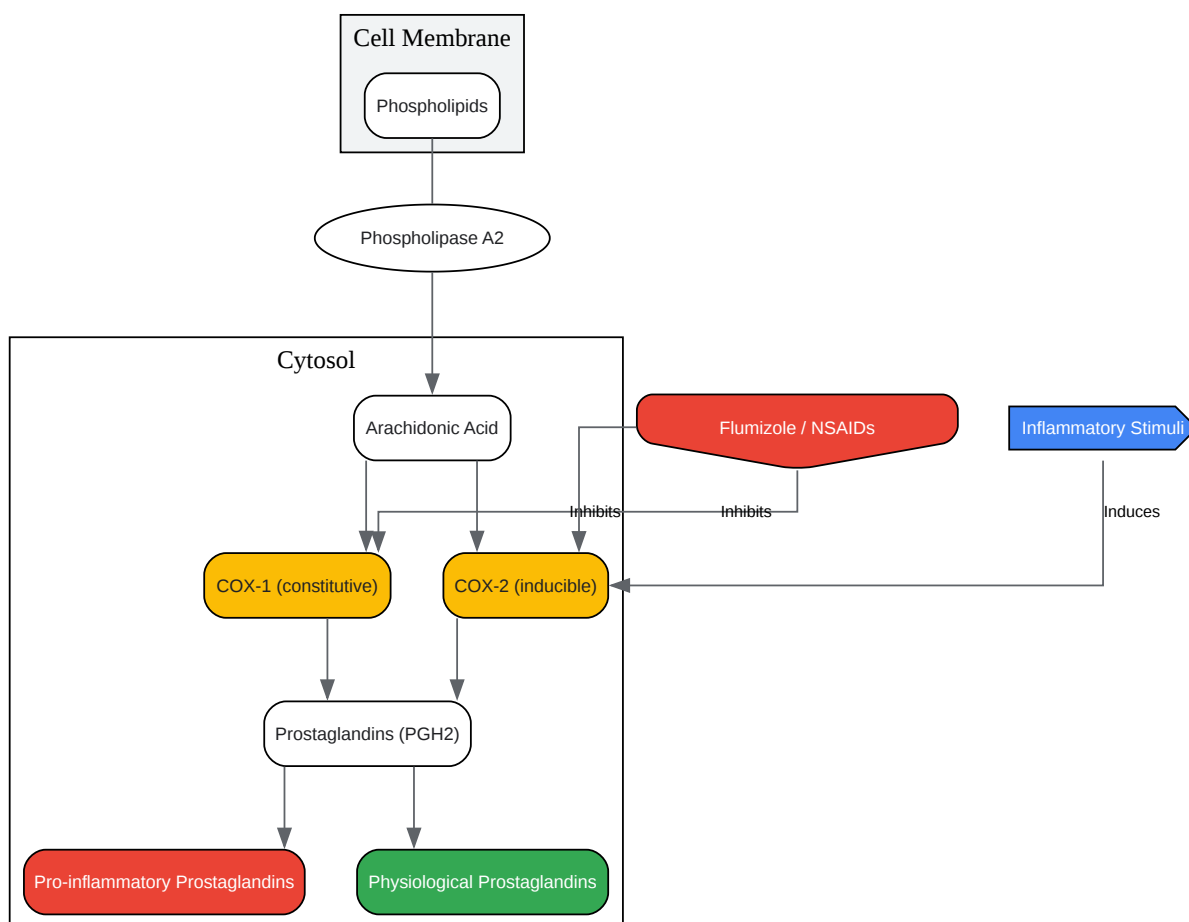 Cell Membrane
Phospholipids
Phospholipase A2
Cytosol
Arachidonic Acid
Flumizole / NSAIDs
Inflammatory Stimuli
Inhibits
Inhibits
Induces
COX-1 (constitutive)
COX-2 (inducible)
Prostaglandins (PGH2)
Pro-inflammatory Prostaglandins
Physiological Prostaglandins